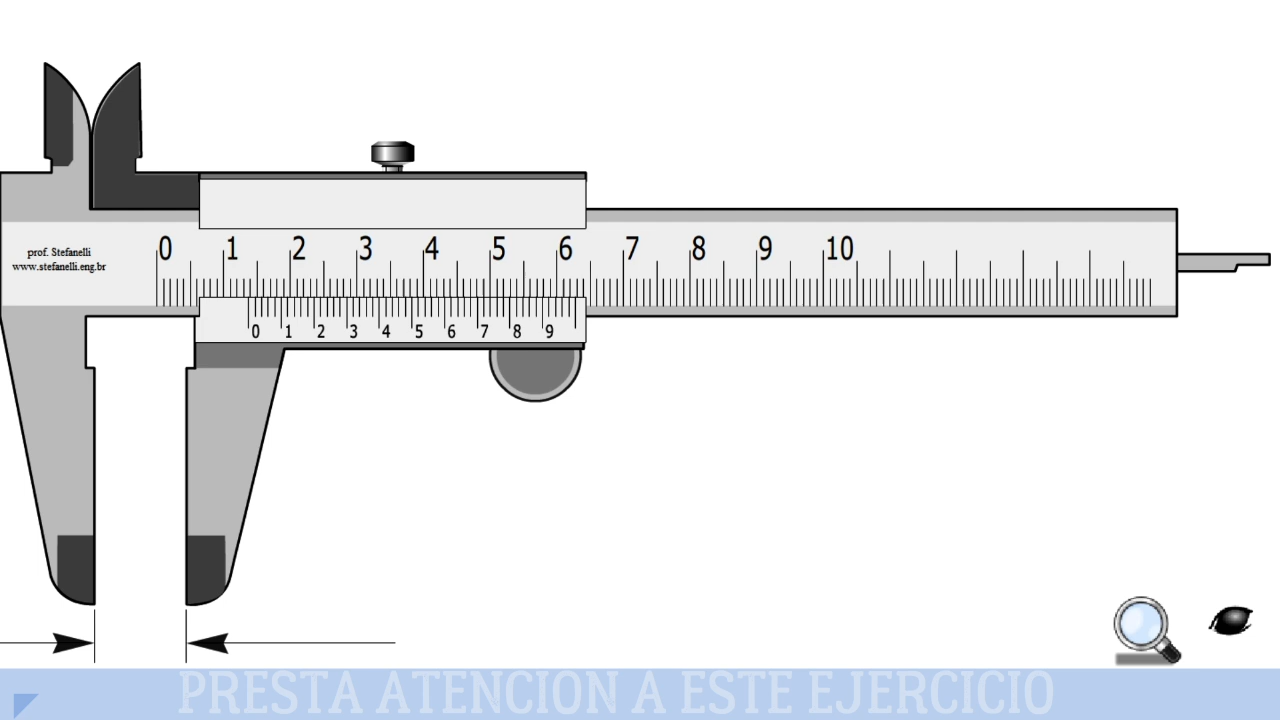 prof. Stefanelli
www.stefanelli.eng.br
0 1 2 3 4 5 6 7 8 9 10
0 1 2 3 4 5 6 7 8 9
PRESTA ATENCION A ESTE EJERCICIO